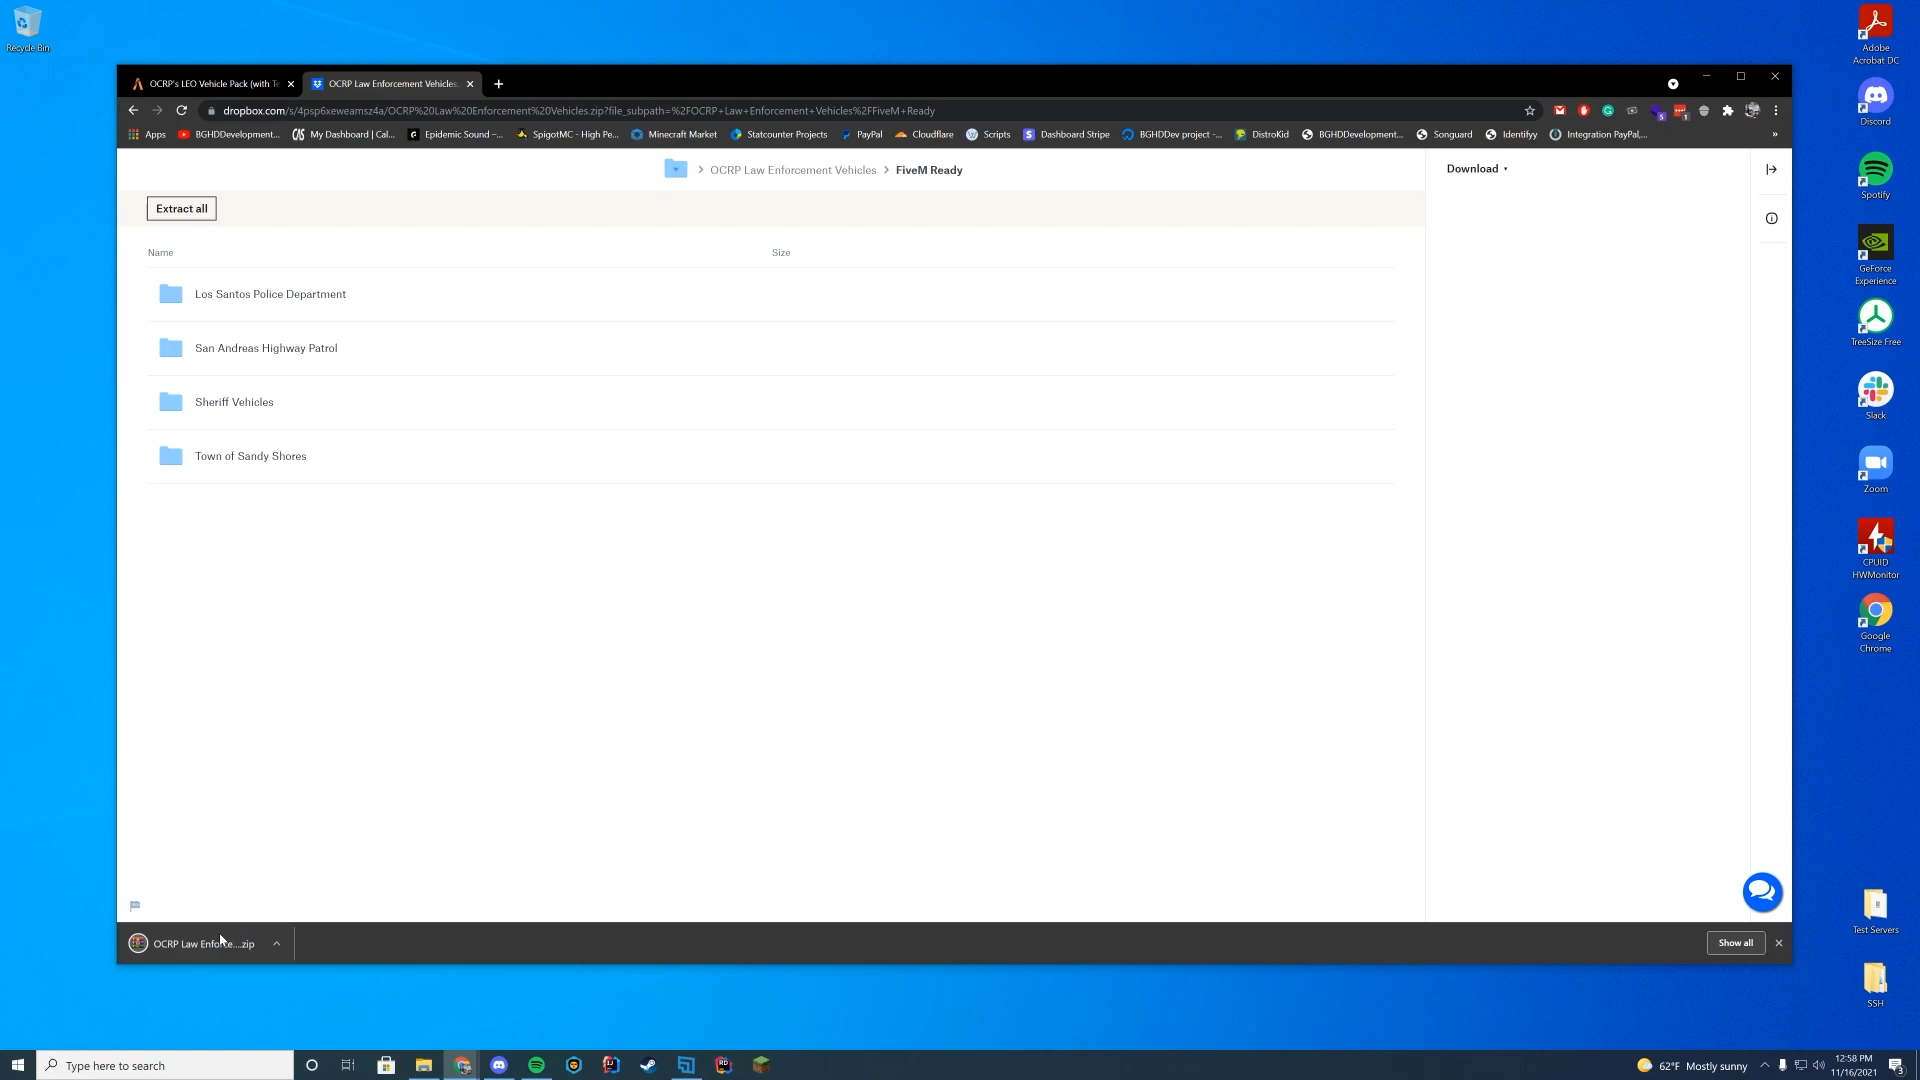 Recycle Bin
OCRP's LEO Vehicle Pack (with Te
OCRP Law Enforcement Vehicles.
dropbox.com/s/4psp6xeweamsz4a/OCRP%20Law%20Enforcement%20Vehicles.zip?file_subpath=%2FOCRP+Law+Enforcement+Vehicles%2FFiveM+Ready
Apps
BGHDDevelopment...
My Dashboard | Cal...
Epidemic Sound –...
SpigotMC - High Pe...
Minecraft Market
Statcounter Projects
PayPal
Cloudflare
Scripts
Dashboard Stripe
BGHDDev project -...
DistroKid
BGHDDevelopment...
Songuard
Identifyy
Integration PayPal,...
»
OCRP Law Enforcement Vehicles
FiveM Ready
Download
Extract all
Name
Size
Los Santos Police Department
San Andreas Highway Patrol
Sheriff Vehicles
Town of Sandy Shores
OCRP Law Enforce....zip
Show all
Adobe
Acrobat DC
Discord
Spotify
GeForce
Experience
TreeSize Free
Slack
Zoom
CPUID
HWMonitor
Google
Chrome
Test Servers
SSH
Type here to search
62°F Mostly sunny
12:58 PM
11/16/2021
3